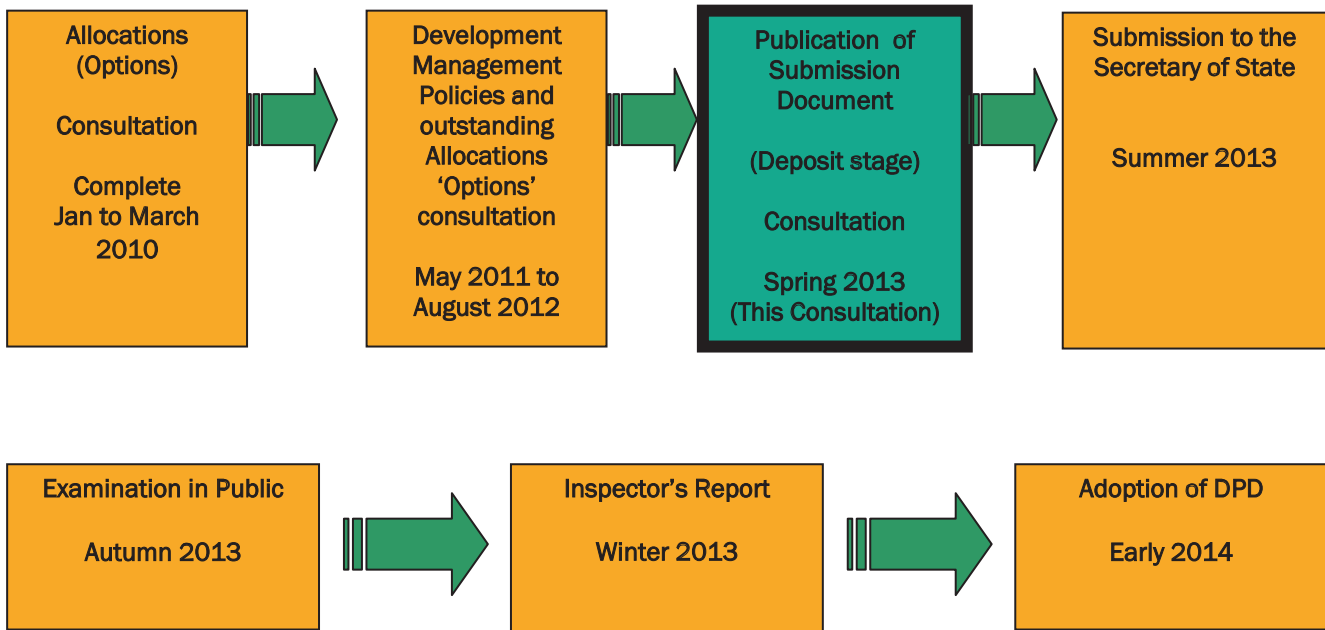 Allocations
(Options)
Consultation
Complete
Jan to March
2010
Development
Management
Policies and
outstanding
Allocations
‘Options’
consultation
May 2011 to
August 2012
Publication of
Submission
Document
(Deposit stage)
Consultation
Spring 2013
(This Consultation)
Submission to the
Secretary of State
Summer 2013
Examination in Public
Autumn 2013
Inspector’s Report
Winter 2013
Adoption of DPD
Early 2014